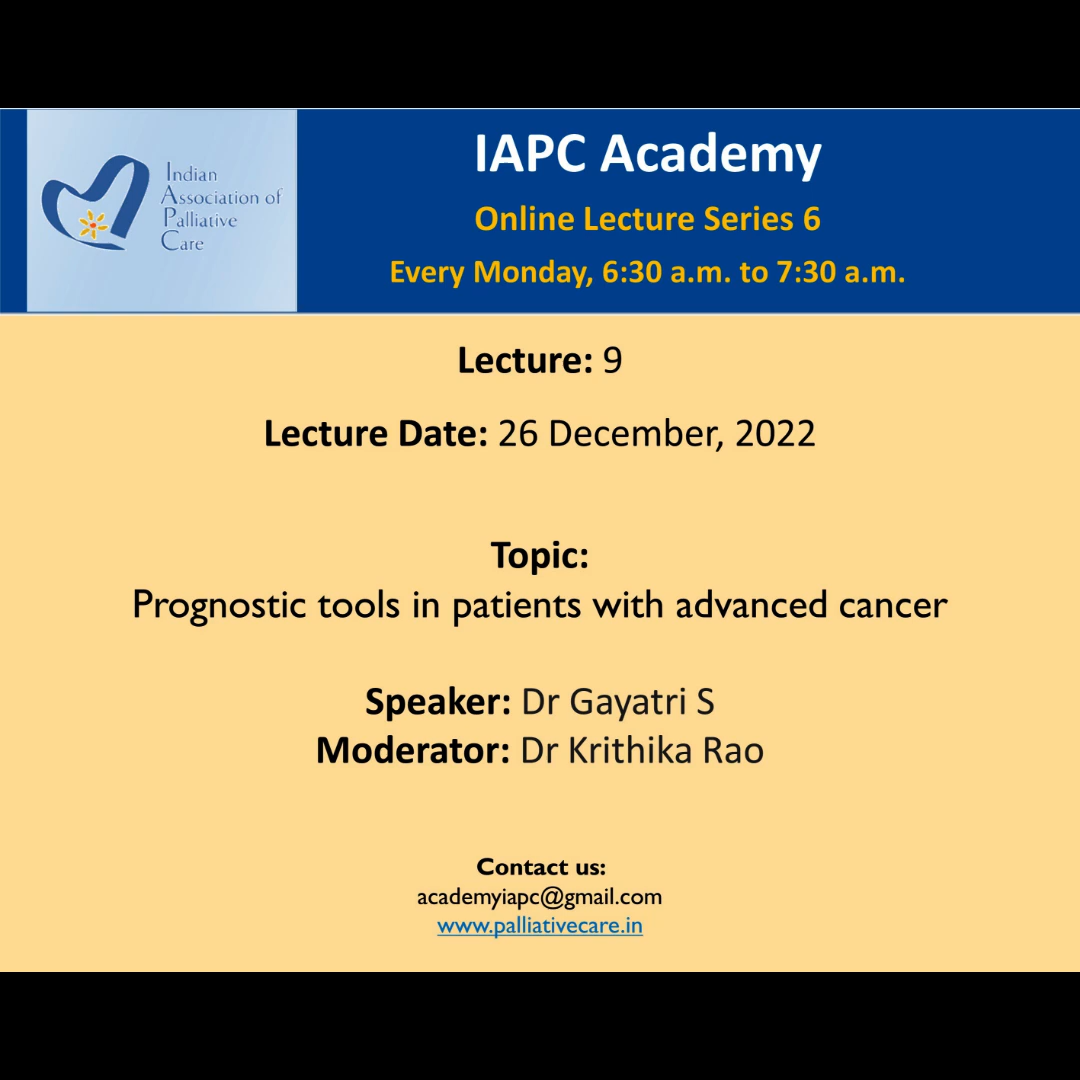 Indian
Association of
Palliative
Care
IAPC Academy
Online Lecture Series 6
Every Monday, 6:30 a.m. to 7:30 a.m.
Lecture: 9
Lecture Date: 26 December, 2022
Topic:
Prognostic tools in patients with advanced cancer
Speaker: Dr Gayatri S
Moderator: Dr Krithika Rao
Contact us:
academyiapc@gmail.com
www.palliativecare.in